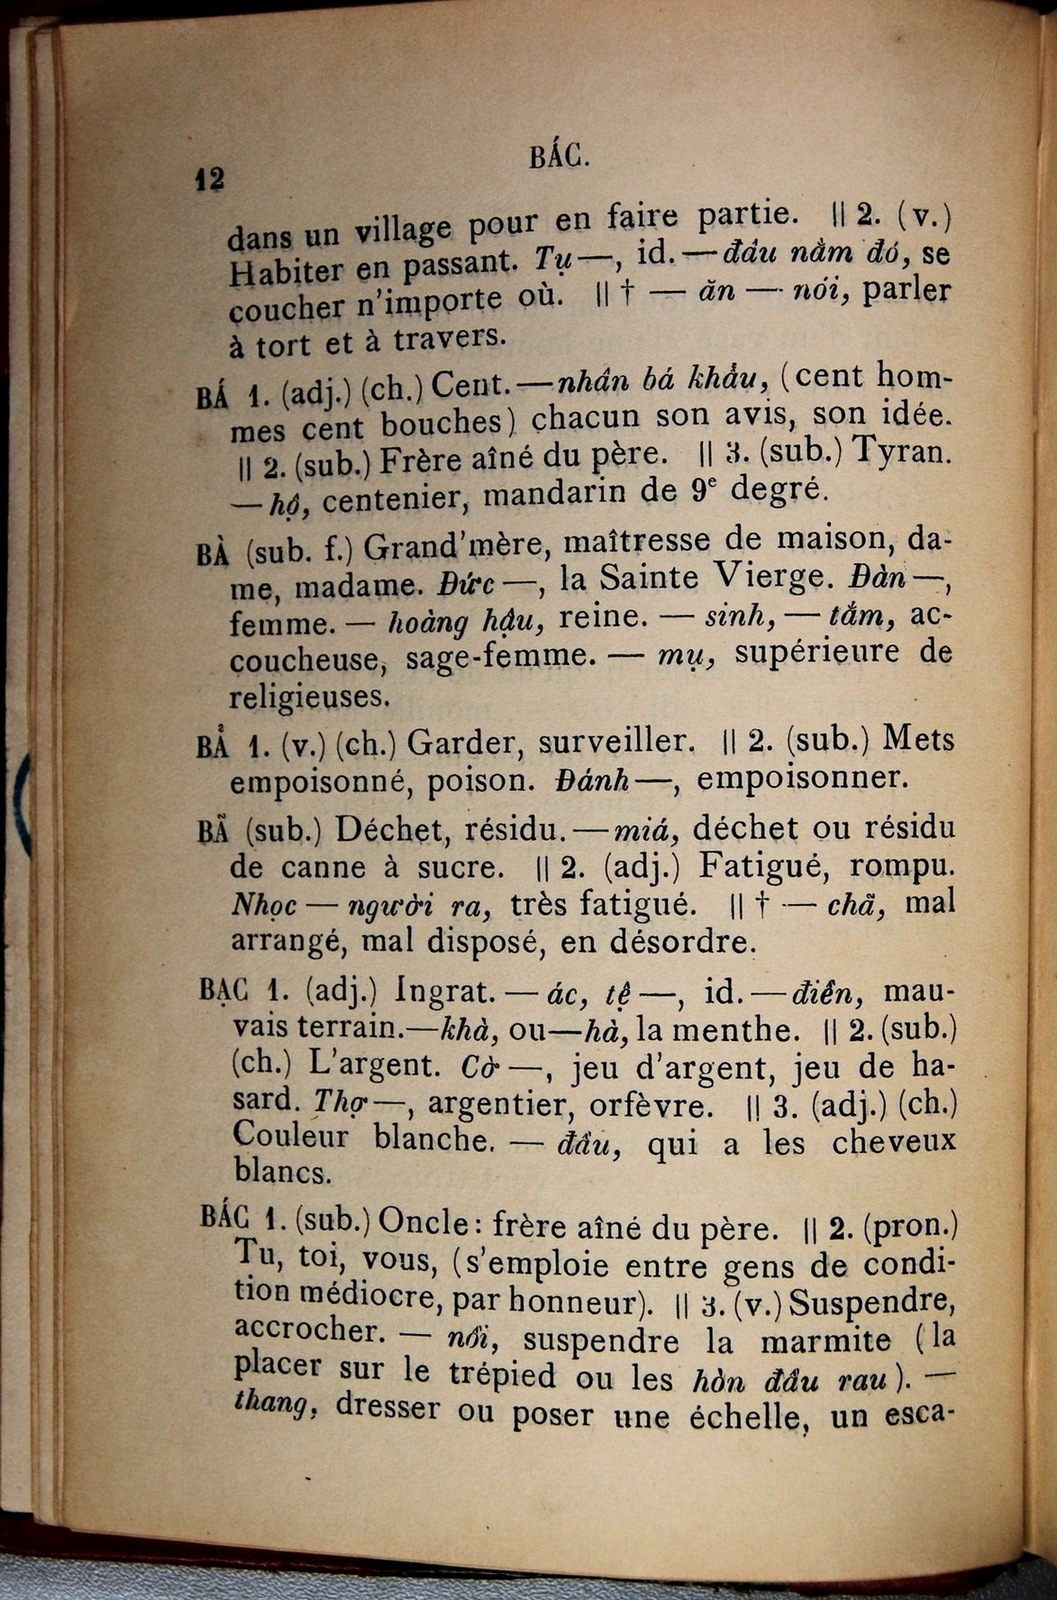 12
BÁC.
dans un village pour en faire partie. || 2. (v.)
Habiter en passant. Tụ—, id.—đâu nằm đó, se
coucher n'importe où. || † — ăn — nói, parler
à tort et à travers.
BÁ 1. (adj.) (ch.) Cent.—nhân bá khẩu, (cent hom-
mes cent bouches) chacun son avis, son idée.
|| 2. (sub.) Frère aîné du père. || 3. (sub.) Tyran.
—hộ, centenier, mandarin de 9e degré.
BÀ (sub. f.) Grand'mère, maîtresse de maison, da-
me, madame. Đức—, la Sainte Vierge. Đàn—,
femme. — hoàng hậu, reine. — sinh, — tắm, ac-
coucheuse, sage-femme. — mụ, supérieure de
religieuses.
BẢ 1. (v.) (ch.) Garder, surveiller. || 2. (sub.) Mets
empoisonné, poison. Đánh—, empoisonner.
BÃ (sub.) Déchet, résidu.—miá, déchet ou résidu
de canne à sucre. || 2. (adj.) Fatigué, rompu.
Nhọc — người ra, très fatigué. || † — chã, mal
arrangé, mal disposé, en désordre.
BẠC 1. (adj.) Ingrat.—ác, tệ—, id.—điền, mau-
vais terrain.—khà, ou—hà, la menthe. || 2. (sub.)
(ch.) L'argent. Cờ—, jeu d'argent, jeu de ha-
sard. Thợ—, argentier, orfèvre. || 3. (adj.) (ch.)
Couleur blanche. — đầu, qui a les cheveux
blancs.
BÁC 1. (sub.) Oncle: frère aîné du père. || 2. (pron.)
Tu, toi, vous, (s'emploie entre gens de condi-
tion médiocre, par honneur). || 3. (v.) Suspendre,
accrocher. — nồi, suspendre la marmite (la
placer sur le trépied ou les hòn đầu rau). —
thang, dresser ou poser une échelle, un esca-